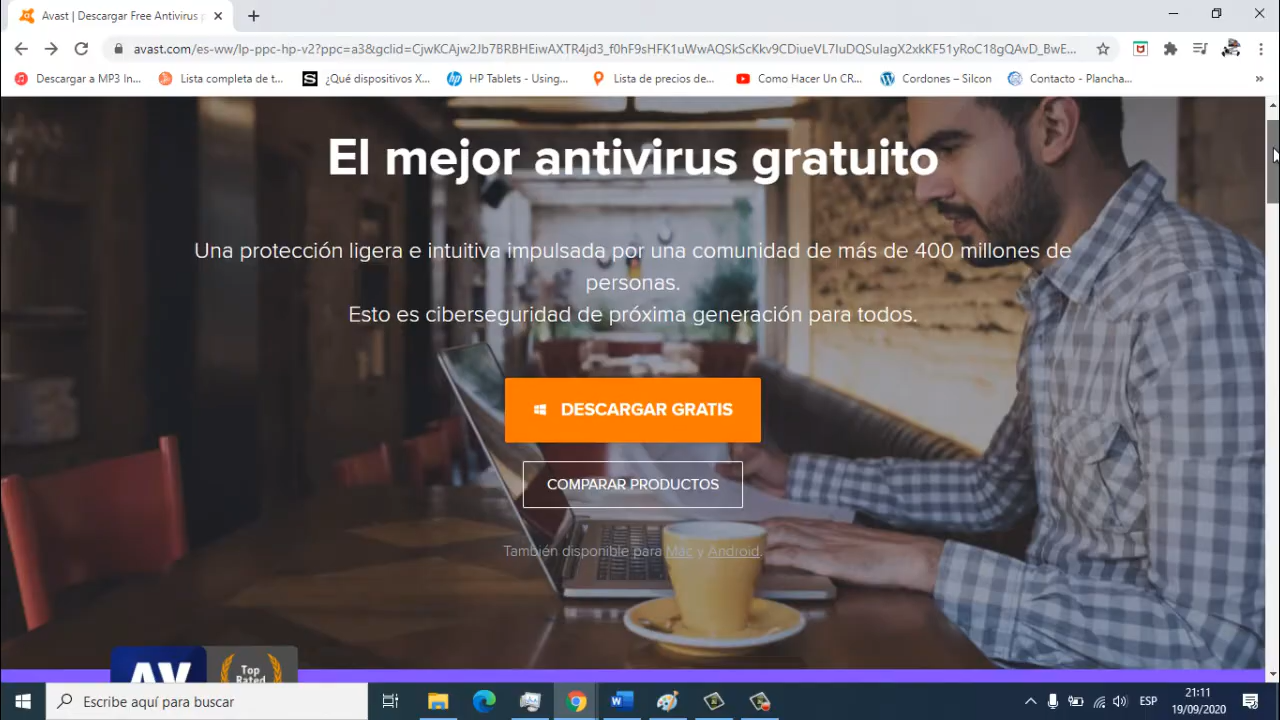 Avast | Descargar Free Antivirus p
avast.com/es-ww/lp-ppc-hp-v2?ppc=a3&gclid=CjwKCAjw2Jb7BRBHEiwAXTR4jd3_f0hF9sHFK1uWwAQSkScKkv9CDiueVL7IuDQSulagX2xkKF51yRoC18gQAvD_BwE...
Descargar a MP3 In...
Lista completa de t...
¿Qué dispositivos X...
HP Tablets - Using...
Lista de precios de...
Como Hacer Un CR...
Cordones – Silcon
Contacto - Plancha...
»
El mejor antivirus gratuito
Una protección ligera e intuitiva impulsada por una comunidad de más de 400 millones de
personas.
Esto es ciberseguridad de próxima generación para todos.
DESCARGAR GRATIS
COMPARAR PRODUCTOS
También disponible para Mac y Android.
AV
Top
Rated
Escribe aquí para buscar
ESP
21:11
19/09/2020